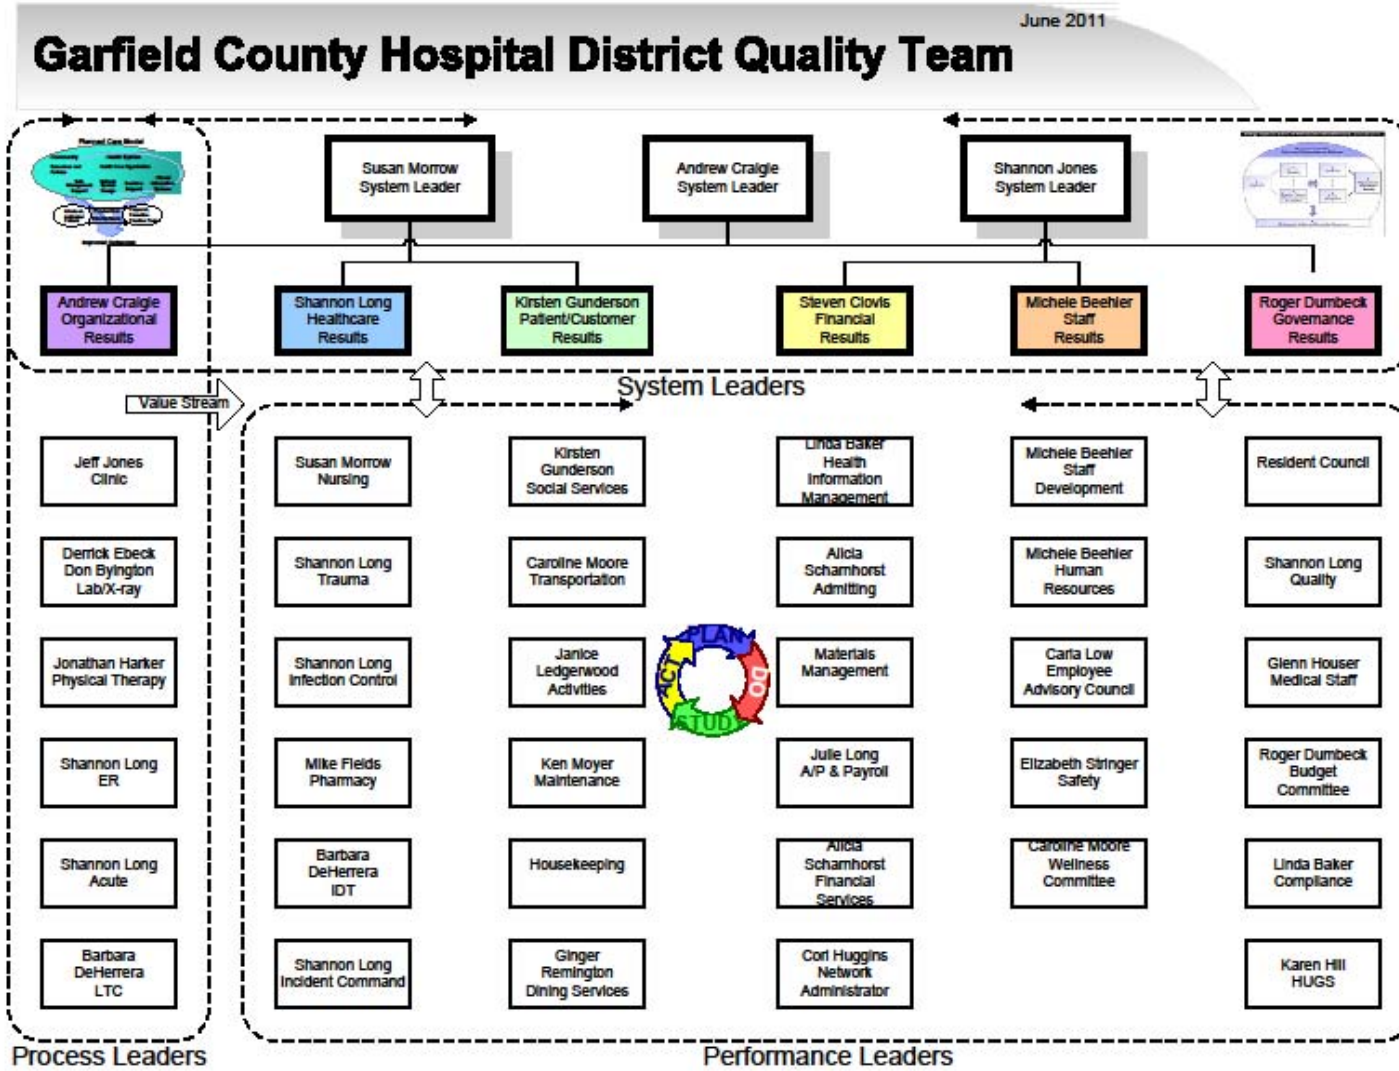 June 2011
Garfield County Hospital District Quality Team
Planned Care Model
Susan Morrow
System Leader
Andrew Craigie
System Leader
Shannon Jones
System Leader
Andrew Craigie
Organizational
Results
Shannon Long
Healthcare
Results
Kirsten Gunderson
Patient/Customer
Results
Steven Clovis
Financial
Results
Michele Beehler
Staff
Results
Roger Dumbeck
Governance
Results
System Leaders
Value Stream
Jeff Jones
Clinic
Susan Morrow
Nursing
Kirsten
Gunderson
Social Services
Linda Baker
Health
Information
Management
Michele Beehler
Staff
Development
Resident Council
Derrick Ebeck
Don Byington
Lab/X-ray
Shannon Long
Trauma
Caroline Moore
Transportation
Alicia
Scharnhorst
Admitting
Michele Beehler
Human
Resources
Shannon Long
Quality
Jonathan Harker
Physical Therapy
Shannon Long
Infection Control
Janice
Ledgerwood
Activities
PLAN
DO
STUDY
ACT
Materials
Management
Carla Low
Employee
Advisory Council
Glenn Houser
Medical Staff
Shannon Long
ER
Mike Fields
Pharmacy
Ken Moyer
Maintenance
Julie Long
A/P & Payroll
Elizabeth Stringer
Safety
Roger Dumbeck
Budget
Committee
Shannon Long
Acute
Barbara
DeHerrera
IDT
Housekeeping
Alicia
Scharnhorst
Financial
Services
Caroline Moore
Wellness
Committee
Linda Baker
Compliance
Barbara
DeHerrera
LTC
Shannon Long
Incident Command
Ginger
Remington
Dining Services
Cori Huggins
Network
Administrator
Karen Hill
HUGS
Process Leaders
Performance Leaders